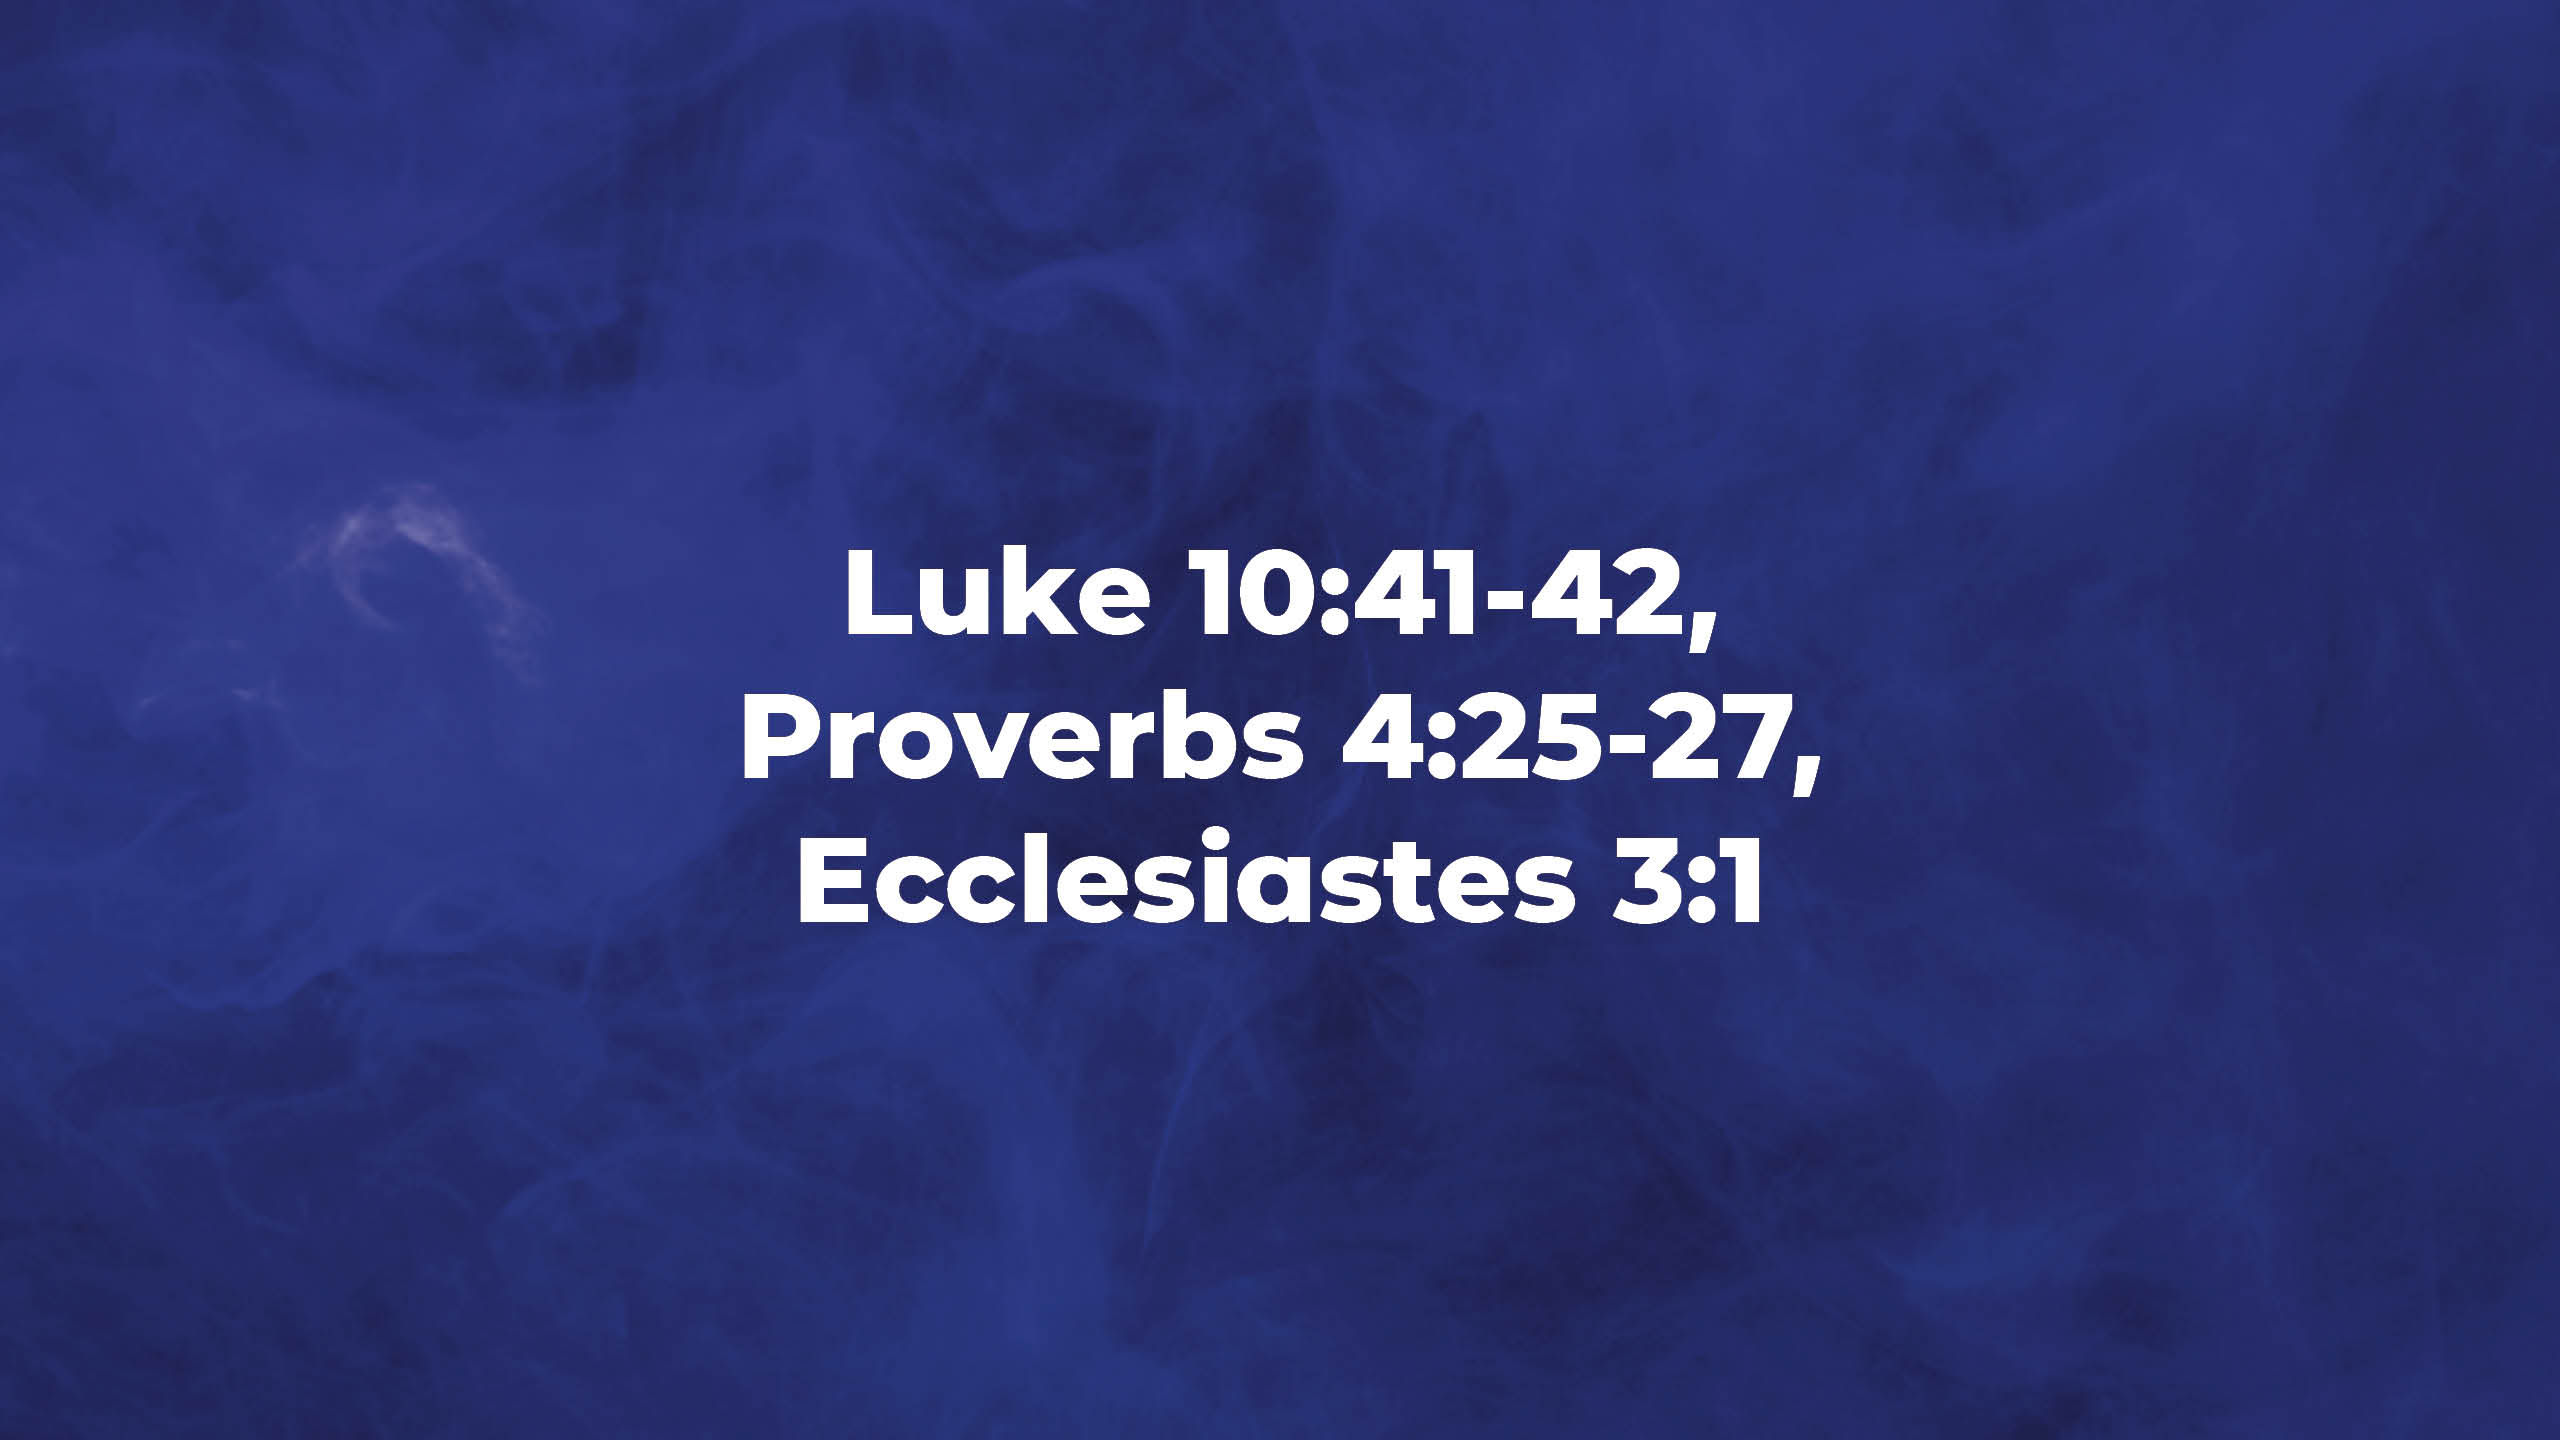 Luke 10:41-42,
Proverbs 4:25-27,
Ecclesiastes 3:1